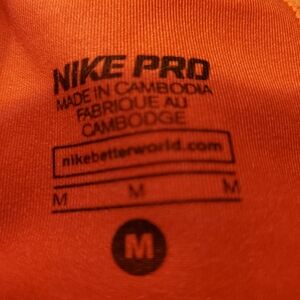 NIKE PRO
MADE IN CAMBODIA
FABRIQUE AU
CAMBODGE
nikebetterworld.com
M M M
M